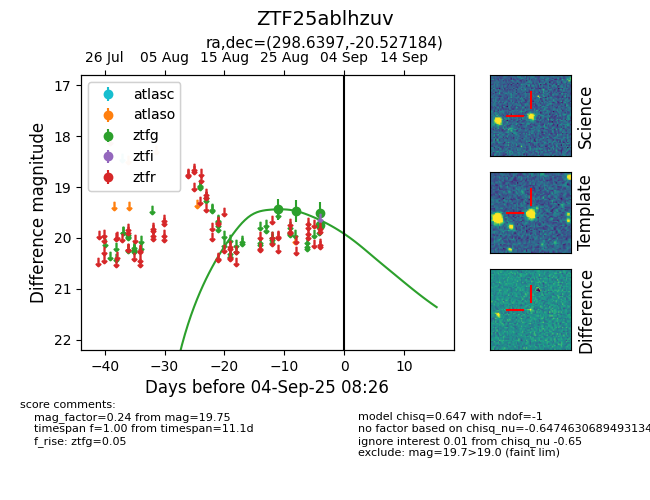 ZTF25ablhzuv
ra,dec=(298.6397,-20.527184)
26 Jul 05 Aug 15 Aug 25 Aug 04 Sep 14 Sep
17
18
19
20
21
22
Difference magnitude
atlasc
atlaso
ztfg
ztfi
ztfr
−40 −30 −20 −10 0 10
Days before 04-Sep-25 08:26
Science
Template
Difference
score comments:
mag_factor=0.24 from mag=19.75
timespan f=1.00 from timespan=11.1d
f_rise: ztfg=0.05
model chisq=0.647 with ndof=-1
no factor based on chisq_nu=-0.6474630689493134
ignore interest 0.01 from chisq_nu -0.65
exclude: mag=19.7>19.0 (faint lim)